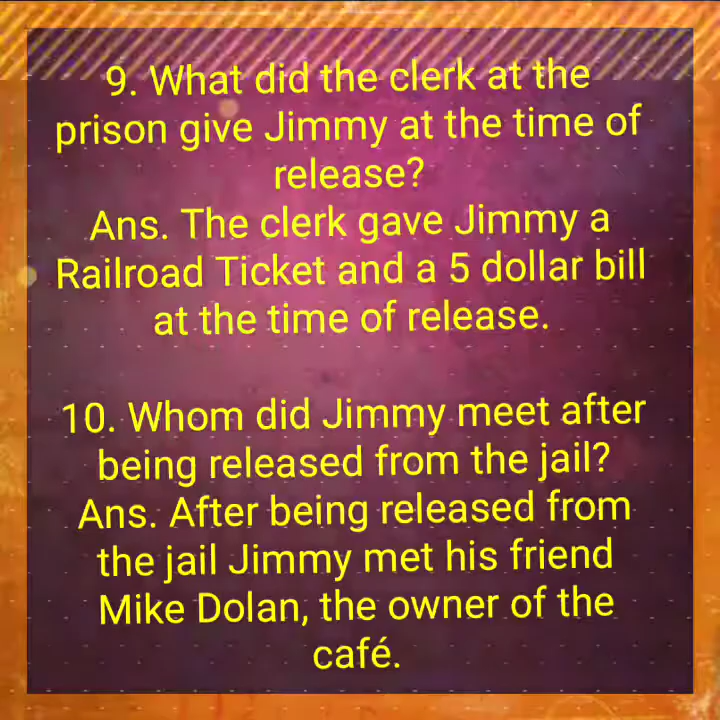 9. What did the clerk at the
prison give Jimmy at the time of
release?
Ans. The clerk gave Jimmy a
Railroad Ticket and a 5 dollar bill
at the time of release.
10. Whom did Jimmy meet after
being released from the jail?
Ans. After being released from
the jail Jimmy met his friend
Mike Dolan, the owner of the
café.